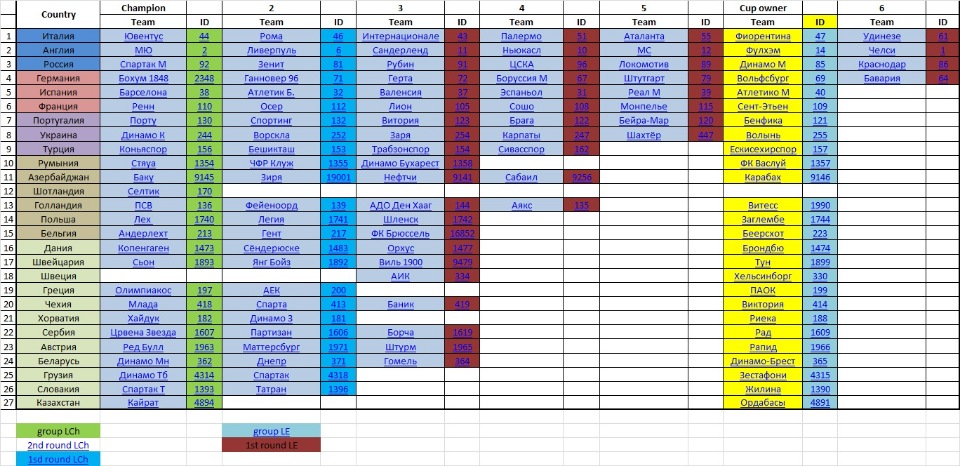 Country Champion 2 3 4 5 Cup owner 6
Team ID Team ID Team ID Team ID Team ID Team ID Team ID
1 Италия Ювентус 44 Рома 46 Интернационале 43 Палермо 51 Аталанта 55 Фиорентина 47 Удинезе 61
2 Англия МЮ 2 Ливерпуль 6 Сандерленд 11 Ньюкасл 10 МС 12 Фулхэм 14 Челси 1
3 Россия Спартак М 92 Зенит 81 Рубин 91 ЦСКА 96 Локомотив 89 Динамо М 85 Краснодар 86
4 Германия Бохум 1848 2348 Ганновер 96 71 Герта 72 Боруссия М 67 Штутгарт 79 Вольфсбург 69 Бавария 64
5 Испания Барселона 38 Атлетик Б. 32 Валенсия 37 Эспаньол 31 Реал М 39 Атлетико М 40
6 Франция Ренн 110 Осер 112 Лион 105 Сошо 108 Монпелье 115 Сент-Этьен 109
7 Португалия Порту 130 Спортинг 132 Витория 123 Брага 122 Бейра-Мар 120 Бенфика 121
8 Украина Динамо К 244 Ворскла 252 Заря 254 Карпаты 247 Шахтёр 447 Волынь 255
9 Турция Коньяспор 156 Бешикташ 153 Трабзонспор 154 Сивасспор 162 Ескисехирспор 157
10 Румыния Стяуа 1354 ЧФР Клуж 1355 Динамо Бухарест 1358 ФК Васлуй 1357
11 Азербайджан Баку 9145 Зиря 19001 Нефтчи 9141 Сабаил 9256 Карабах 9146
12 Шотландия Селтик 170
13 Голландия ПСВ 136 Фейеноорд 139 АДО Ден Хааг 144 Аякс 135 Витесс 1990
14 Польша Лех 1740 Легия 1741 Шленск 1742 Заглебме 1744
15 Бельгия Андерлехт 213 Гент 217 ФК Брюссель 16852 Беерсхот 223
16 Дания Копенгаген 1473 Сёндерюске 1483 Орхус 1477 Брондбю 1474
17 Швейцария Сьон 1893 Янг Бойз 1892 Виль 1900 9479 Тун 1899
18 Швеция АИК 334 Хельсинборг 330
19 Греция Олимпиакос 197 АЕК 200 ПАОК 199
20 Чехия Млада 418 Спарта 413 Баник 419 Виктория 414
21 Хорватия Хайдук 182 Динамо З 181 Риека 188
22 Сербия Црвена Звезда 1607 Партизан 1606 Борча 1619 Рад 1609
23 Австрия Ред Булл 1963 Маттерсбург 1971 Штурм 1965 Рапид 1966
24 Беларусь Динамо Мн 362 Днепр 371 Гомель 364 Динамо-Брест 365
25 Грузия Динамо Тб 4314 Спартак 4318 Зестафони 4315
26 Словакия Спартак Т 1393 Татран 1396 Жилина 1390
27 Казахстан Кайрат 4894 Ордабасы 4891
group LCh group LE
2nd round LCh 1st round LE
1sd round LCh